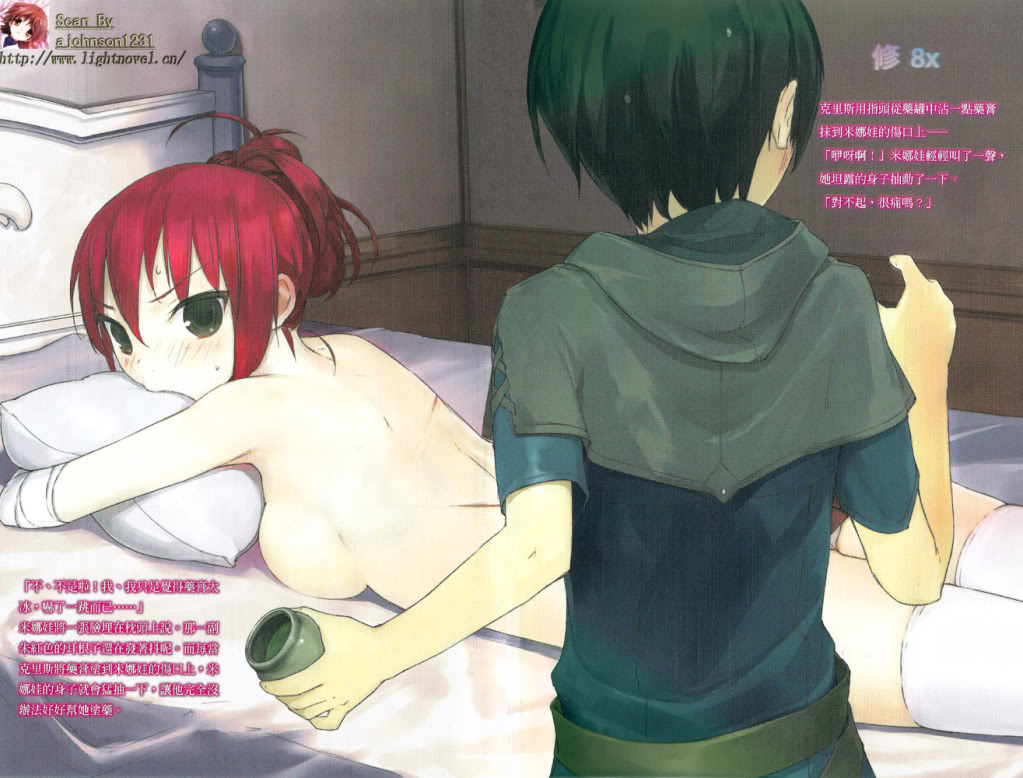 Scan By
ajohnson1231
http://www.lightnovel.cn/
修 8x
克里斯用指頭從藥罐中沾一點藥膏
抹到米娜娃的傷口上——
「咿呀啊！」米娜娃輕輕叫了一聲，
她坦露的身子抽動了一下。
「對不起，很痛嗎？」
「不、不是啦！我、我只是覺得藥膏太
冰，嚇了一跳而已……」
米娜娃將一張臉埋在枕頭上說。那一副
朱紅色的耳根子還在發著抖呢。而每當
克里斯將藥膏塗到米娜娃的傷口上，米
娜娃的身子就會猛抽一下，讓他完全沒
辦法好好幫她塗藥。